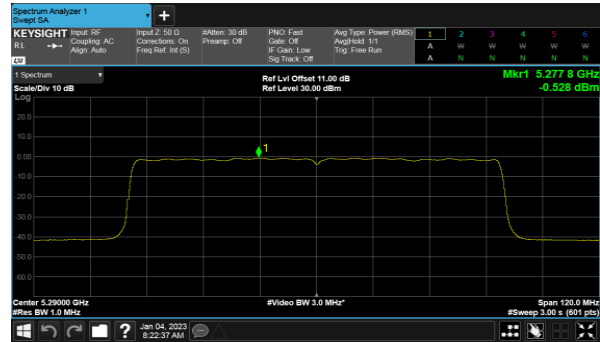 Spectrum Analyzer 1
Swept SA
+
KEYSIGHT Input: RF Input Z: 50 Ω #Atten: 30 dB PNO: Fast Avg Type: Power (RMS) 1 2 3 4 5 6
RL Coupling: AC Corrections: On Preamp: Off Gate: Off Avg|Hold: 1/1 A W W W W W
Align: Auto Freq Ref: Int (S) IF Gain: Low Trig: Free Run
LXI Sig Track: Off A N N N N N
1 Spectrum Ref Lvl Offset 11.00 dB Mkr1 5.277 8 GHz
Scale/Div 10 dB Ref Level 30.00 dBm -0.528 dBm
Log
20.0
10.0
1
0.00
-10.0
-20.0
-30.0
-40.0
-50.0
-60.0
Center 5.29000 GHz #Video BW 3.0 MHz* Span 120.0 MHz
#Res BW 1.0 MHz #Sweep 3.00 s (601 pts)
? Jan 04, 2023
8:22:37 AM